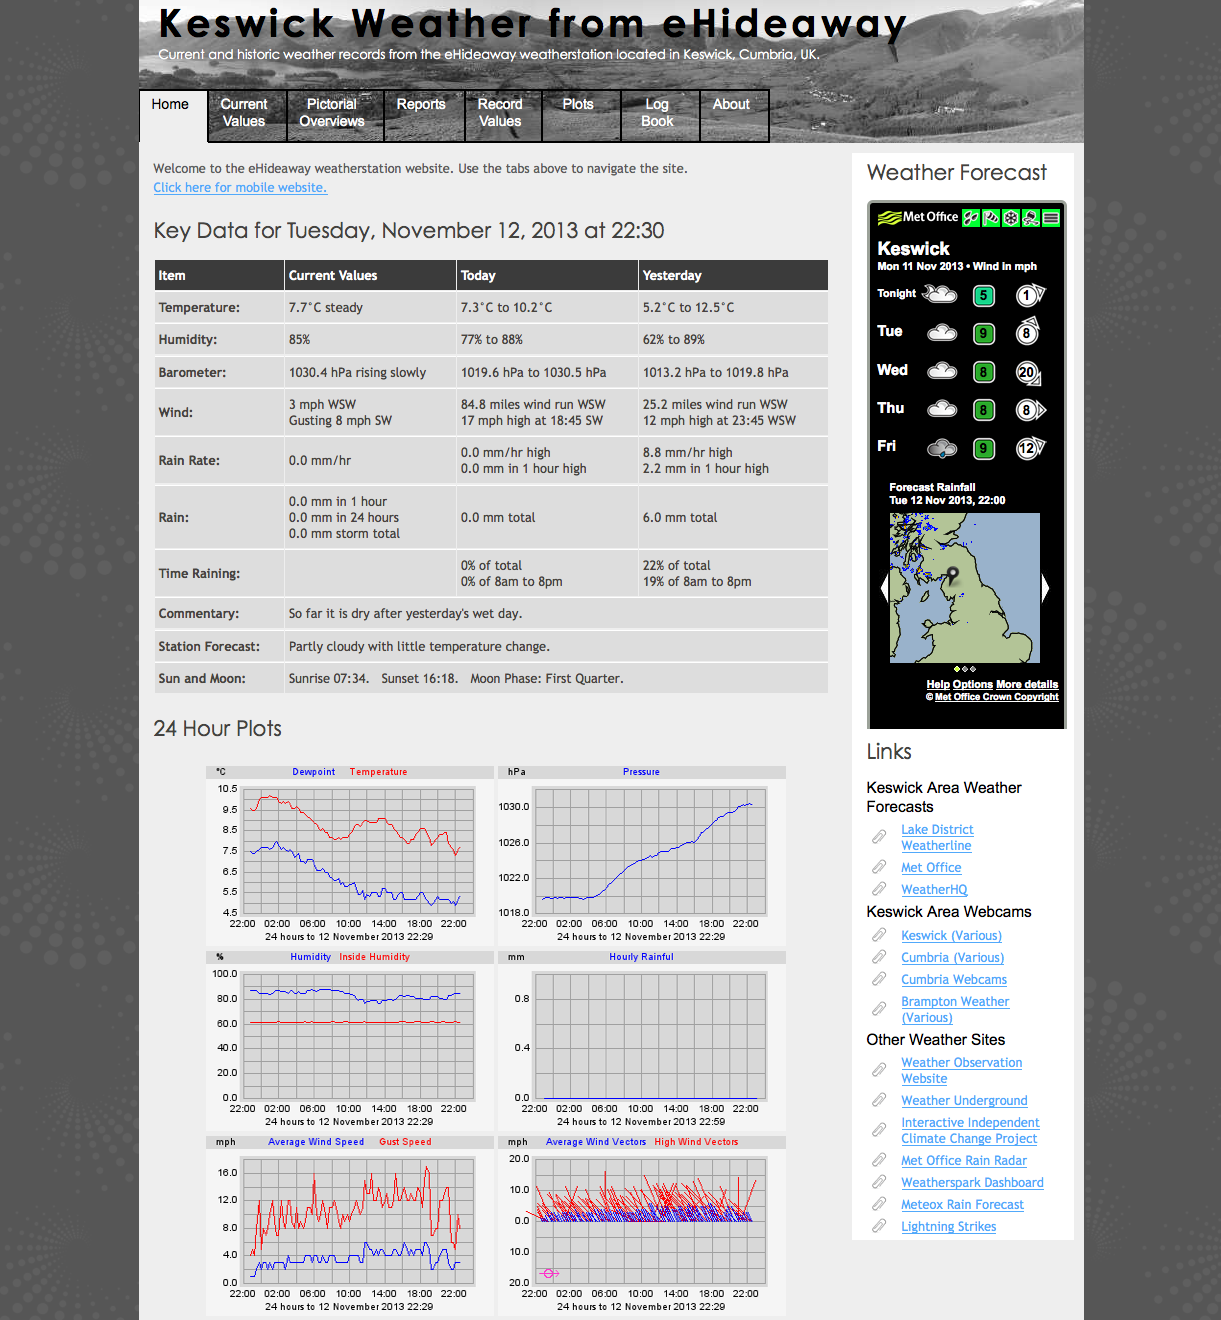 Keswick Weather from eHideaway
Current and historic weather records from the eHideaway weatherstation located in Keswick, Cumbria, UK.
Home
Current
Values
Pictorial
Overviews
Reports
Record
Values
Plots
Log
Book
About
Welcome to the eHideaway weatherstation website. Use the tabs above to navigate the site.
Click here for mobile website.
Key Data for Tuesday, November 12, 2013 at 22:30
Item Current Values Today Yesterday
Temperature: 7.7°C steady 7.3°C to 10.2°C 5.2°C to 12.5°C
Humidity: 85% 77% to 88% 62% to 89%
Barometer: 1030.4 hPa rising slowly 1019.6 hPa to 1030.5 hPa 1013.2 hPa to 1019.8 hPa
Wind:
3 mph WSW
Gusting 8 mph SW
84.8 miles wind run WSW
17 mph high at 18:45 SW
25.2 miles wind run WSW
12 mph high at 23:45 WSW
Rain Rate:
0.0 mm/hr
0.0 mm/hr high
0.0 mm in 1 hour high
8.8 mm/hr high
2.2 mm in 1 hour high
Rain:
0.0 mm in 1 hour
0.0 mm in 24 hours
0.0 mm storm total
0.0 mm total
6.0 mm total
Time Raining:
0% of total
0% of 8am to 8pm
22% of total
19% of 8am to 8pm
Commentary: So far it is dry after yesterday's wet day.
Station Forecast: Partly cloudy with little temperature change.
Sun and Moon: Sunrise 07:34. Sunset 16:18. Moon Phase: First Quarter.
24 Hour Plots
°C Dewpoint Temperature
10.5
9.5
8.5
7.5
6.5
5.5
4.5
22:00 02:00 06:00 10:00 14:00 18:00 22:00
24 hours to 12 November 2013 22:29
hPa Pressure
1030.0
1026.0
1022.0
1018.0
22:00 02:00 06:00 10:00 14:00 18:00 22:00
24 hours to 12 November 2013 22:29
% Humidity Inside Humidity
100.0
80.0
60.0
40.0
20.0
0.0
22:00 02:00 06:00 10:00 14:00 18:00 22:00
24 hours to 12 November 2013 22:29
mm Hourly Rainful
0.8
0.4
0.0
22:00 02:00 06:00 10:00 14:00 18:00 22:00
24 hours to 12 November 2013 22:59
mph Average Wind Speed Gust Speed
16.0
12.0
8.0
4.0
0.0
22:00 02:00 06:00 10:00 14:00 18:00 22:00
24 hours to 12 November 2013 22:29
mph Average Wind Vectors High Wind Vectors
20.0
10.0
0.0
10.0
20.0
22:00 02:00 06:00 10:00 14:00 18:00 22:00
24 hours to 12 November 2013 22:29
Weather Forecast
Met Office
Keswick
Mon 11 Nov 2013 • Wind in mph
Tonight 5 1
Tue 9 8
Wed 8 20
Thu 8 8
Fri 9 12
Forecast Rainfall
Tue 12 Nov 2013, 22:00
Help Options More details
© Met Office Crown Copyright
Links
Keswick Area Weather
Forecasts
Lake District
Weatherline
Met Office
WeatherHQ
Keswick Area Webcams
Keswick (Various)
Cumbria (Various)
Cumbria Webcams
Brampton Weather
(Various)
Other Weather Sites
Weather Observation
Website
Weather Underground
Interactive Independent
Climate Change Project
Met Office Rain Radar
Weatherspark Dashboard
Meteox Rain Forecast
Lightning Strikes